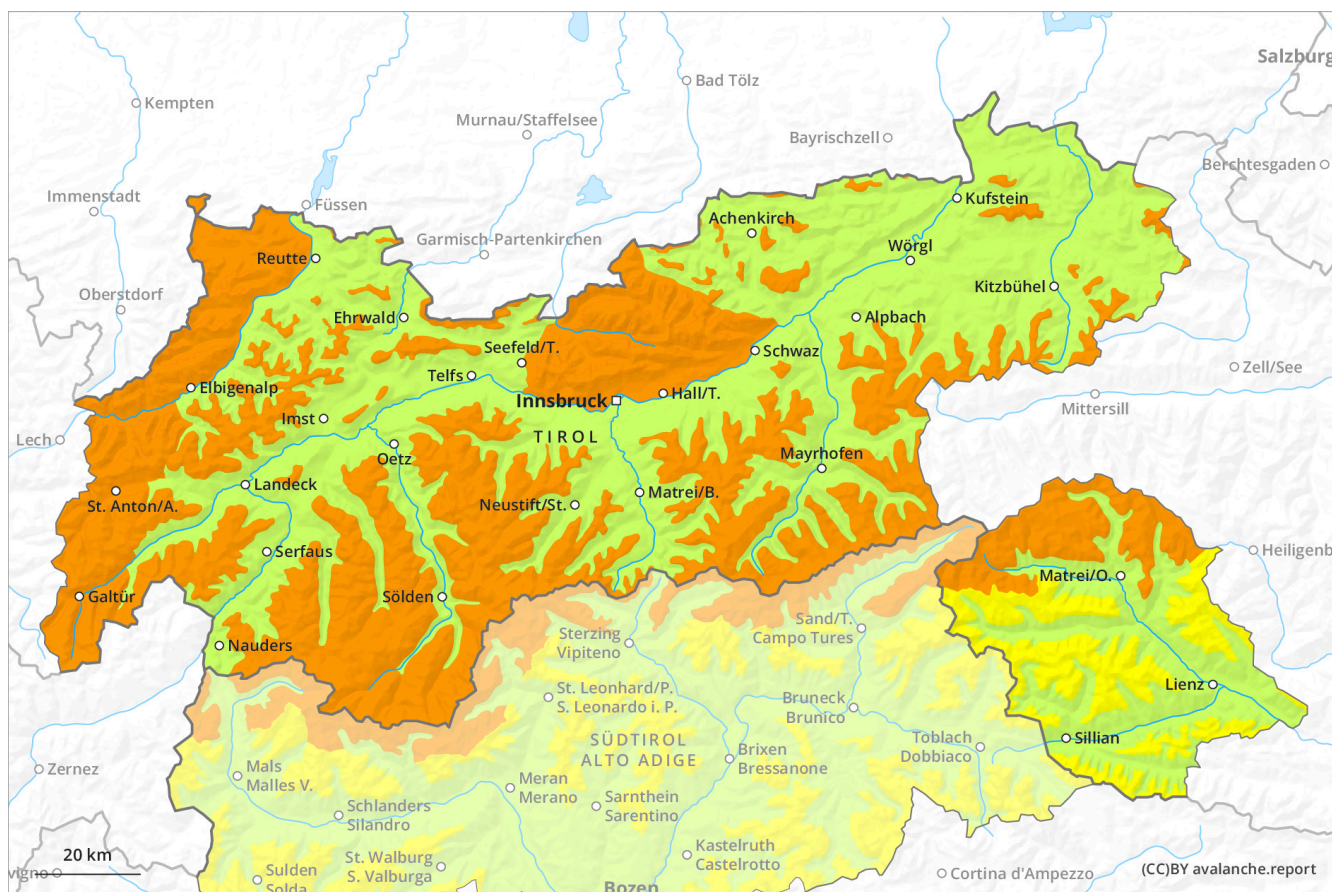 Salzburg
Bad Tölz
Kempten
Murnau/Staffelsee
Bayrischzell
Berchtesgaden
Immenstadt
Füssen
Kufstein
Achenkirch
Garmisch-Partenkirchen
Wörgl
Reutte
Oberstdorf
Kitzbühel
Ehrwald
Alpbach
Seefeld/T.
Schwaz
Zell/See
Telfs
Elbigenalp
Innsbruck
Hall/T.
Mittersill
Imst
TIROL
Lech
Oetz
Mayrhofen
Landeck
Matrei/B.
St. Anton/A.
Neustift/St.
Serfaus
Heiligenb
Matrei/O.
Galtür
Sölden
Sand/T.
Campo Tures
Sterzing
Vipiteno
Nauders
St. Leonhard/P.
S. Leonardo i. P.
Bruneck
Brunico
Lienz
SÜDTIROL
ALTO ADIGE
Toblach
Dobbiaco
Sillian
Brixen
Bressanone
Zernez
Mals
Malles V.
Meran
Merano
Sarnthein
Sarentino
Schlanders
Silandro
Kastelruth
Castelrotto
20 km
St. Walburg
S. Valburga
vigno
Sulden
Solda
Cortina d'Ampezzo
(CC)BY avalanche.report
Bozen